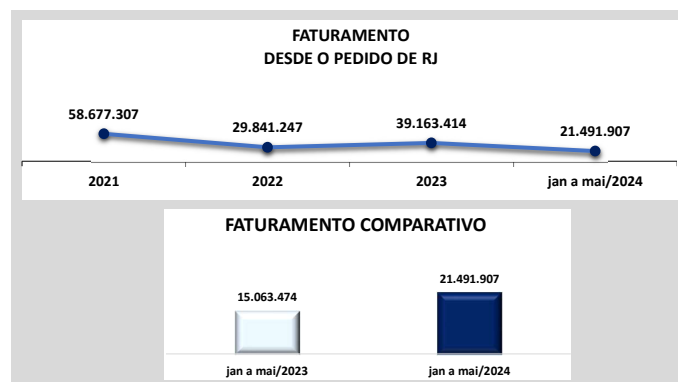 FATURAMENTO
DESDE O PEDIDO DE RJ
58.677.307
29.841.247
39.163.414
21.491.907
2021
2022
2023
jan a mai/2024
FATURAMENTO COMPARATIVO
15.063.474
21.491.907
jan a mai/2023
jan a mai/2024